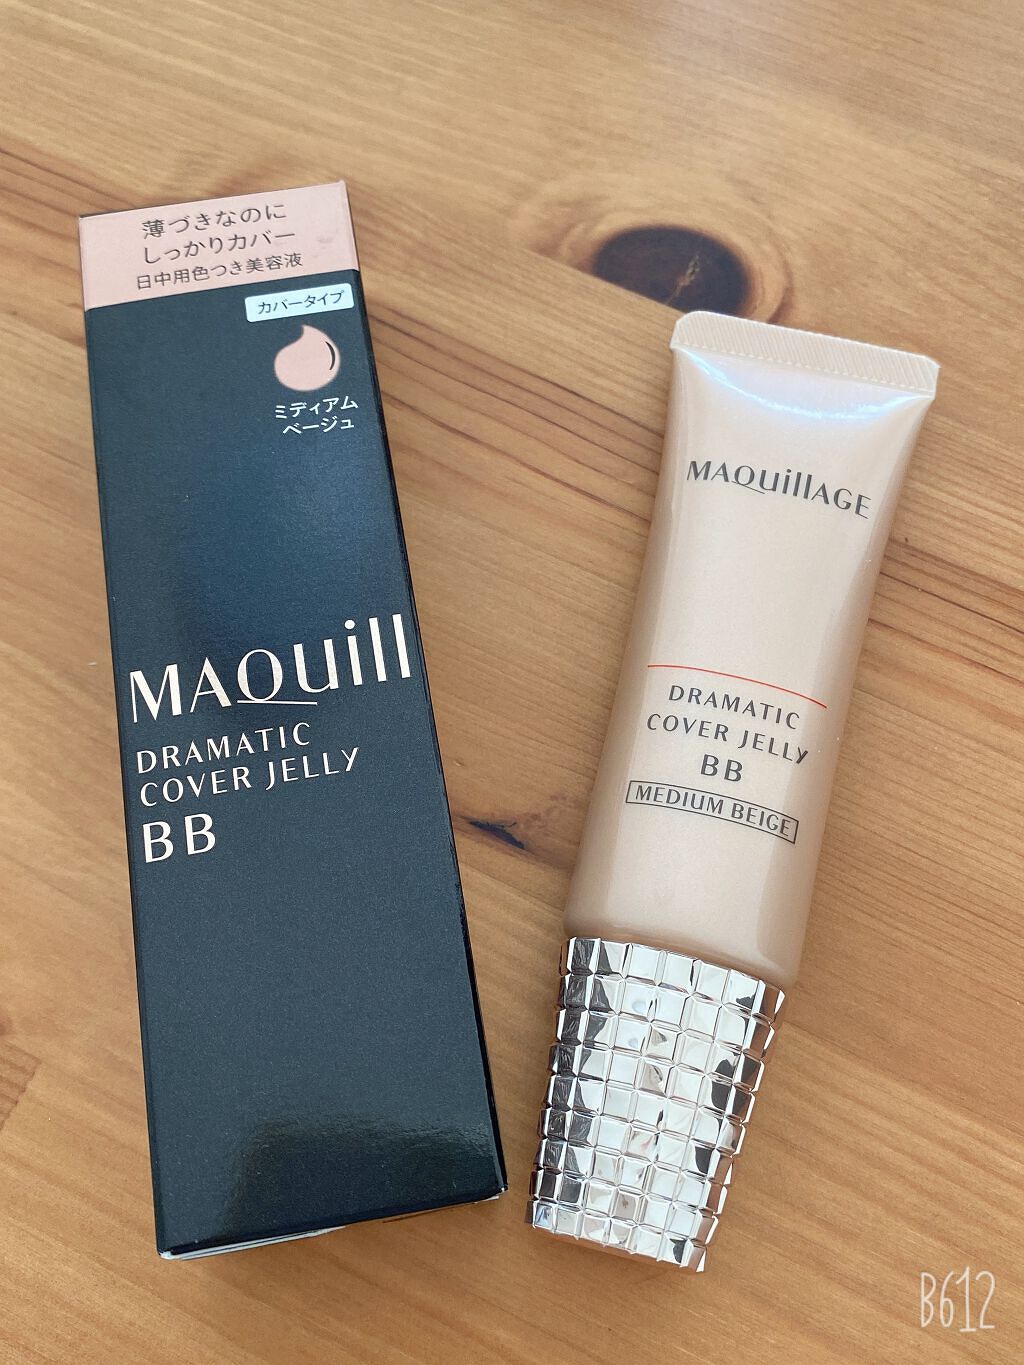 薄づきなのに
しっかりカバー
日中用色つき美容液
カバータイプ
ミディアム
ベージュ
MAQuill
DRAMATIC
COVER JELLY
BB
MAQuillAGE
DRAMATIC
COVER JELLY
BB
MEDIUM BEIGE
B612